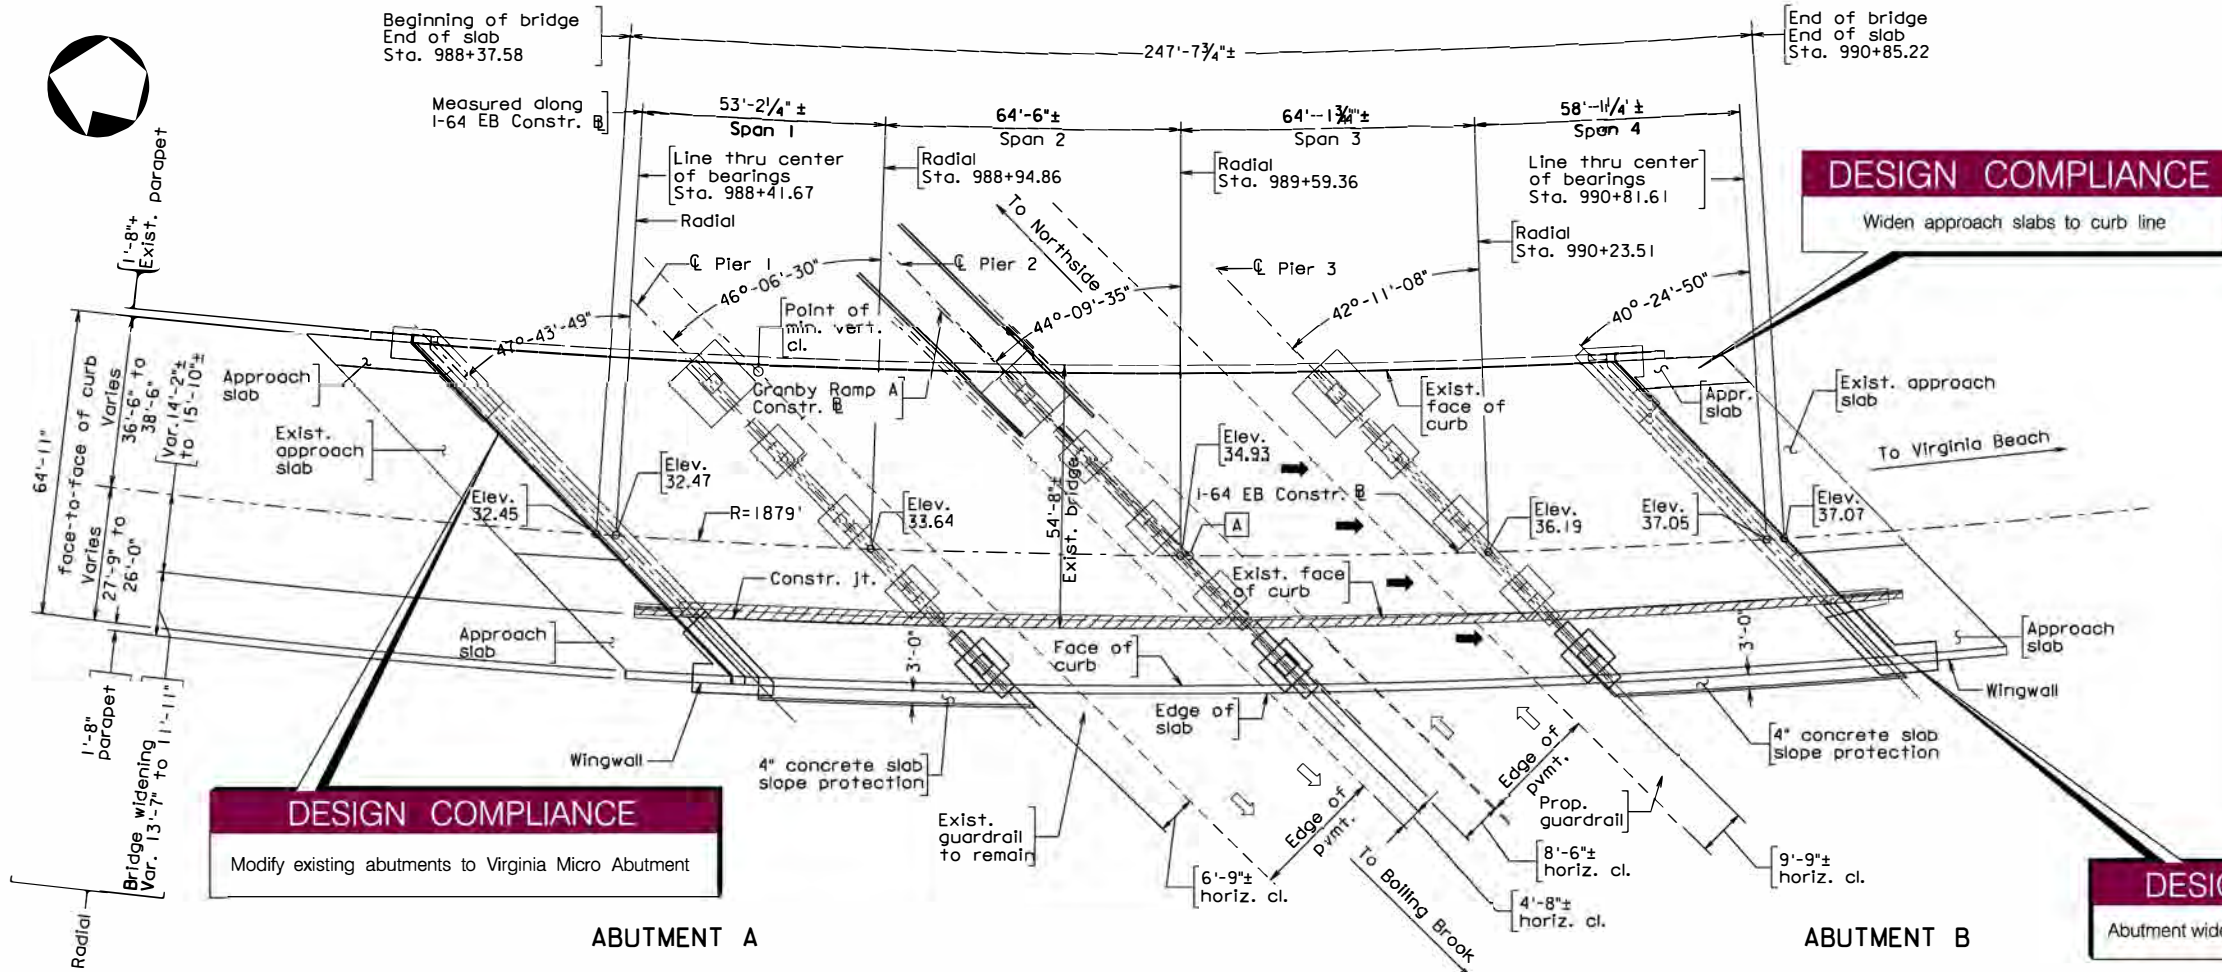 Beginning of bridge
End of slab
Sta. 988+37.58
247'-7¾"±
End of bridge
End of slab
Sta. 990+85.22
Measured along
I-64 EB Constr. B
53'-2¼"±
Span 1
64'-6"±
Span 2
64'-1¾"±
Span 3
58'-1¼'±
Span 4
Line thru center
of bearings
Sta. 988+41.67
Radial
Radial
Sta. 988+94.86
Radial
Sta. 989+59.36
Line thru center
of bearings
Sta. 990+81.61
Radial
Sta. 990+23.51
DESIGN COMPLIANCE
Widen approach slabs to curb line
1'-8"±
Exist. parapet
To Northside
℄ Pier 1
℄ Pier 2
℄ Pier 3
47°-43'-49"
46°-06'-30"
44°-09'-35"
42°-11'-08"
40°-24'-50"
Point of
min. vert.
cl.
Granby Ramp A
Constr. B
Approach
slab
Exist.
approach
slab
Exist.
face of
curb
Appr.
slab
Exist. approach
slab
To Virginia Beach
64'-11"
face-to-face of curb
Varies
36'-6" to
38'-6"
Var. 14'-2"±
to 15'-10"±
Varies
27'-9" to
26'-0"
Elev.
32.45
Elev.
32.47
R=1879'
Elev.
33.64
54'-8"±
Exist. bridge
Elev.
34.93
I-64 EB Constr. B
A
Elev.
36.19
Elev.
37.05
Elev.
37.07
Constr. jt.
Exist. face
of curb
Approach
slab
3'-0"
Face of
curb
3'-0"
Approach
slab
Wingwall
1'-8"
parapet
Bridge widening
Var. 13'-7" to 11'-11"
Radial
Wingwall
4" concrete slab
slope protection
Edge of
slab
4" concrete slab
slope protection
Exist.
guardrail
to remain
Edge of
pvmt.
Edge of
pvmt.
Prop.
guardrail
6'-9"±
horiz. cl.
To Bolling Brook
8'-6"±
horiz. cl.
4'-8"±
horiz. cl.
9'-9"±
horiz. cl.
DESIGN COMPLIANCE
Modify existing abutments to Virginia Micro Abutment
ABUTMENT A
ABUTMENT B
DESIG
Abutment wide